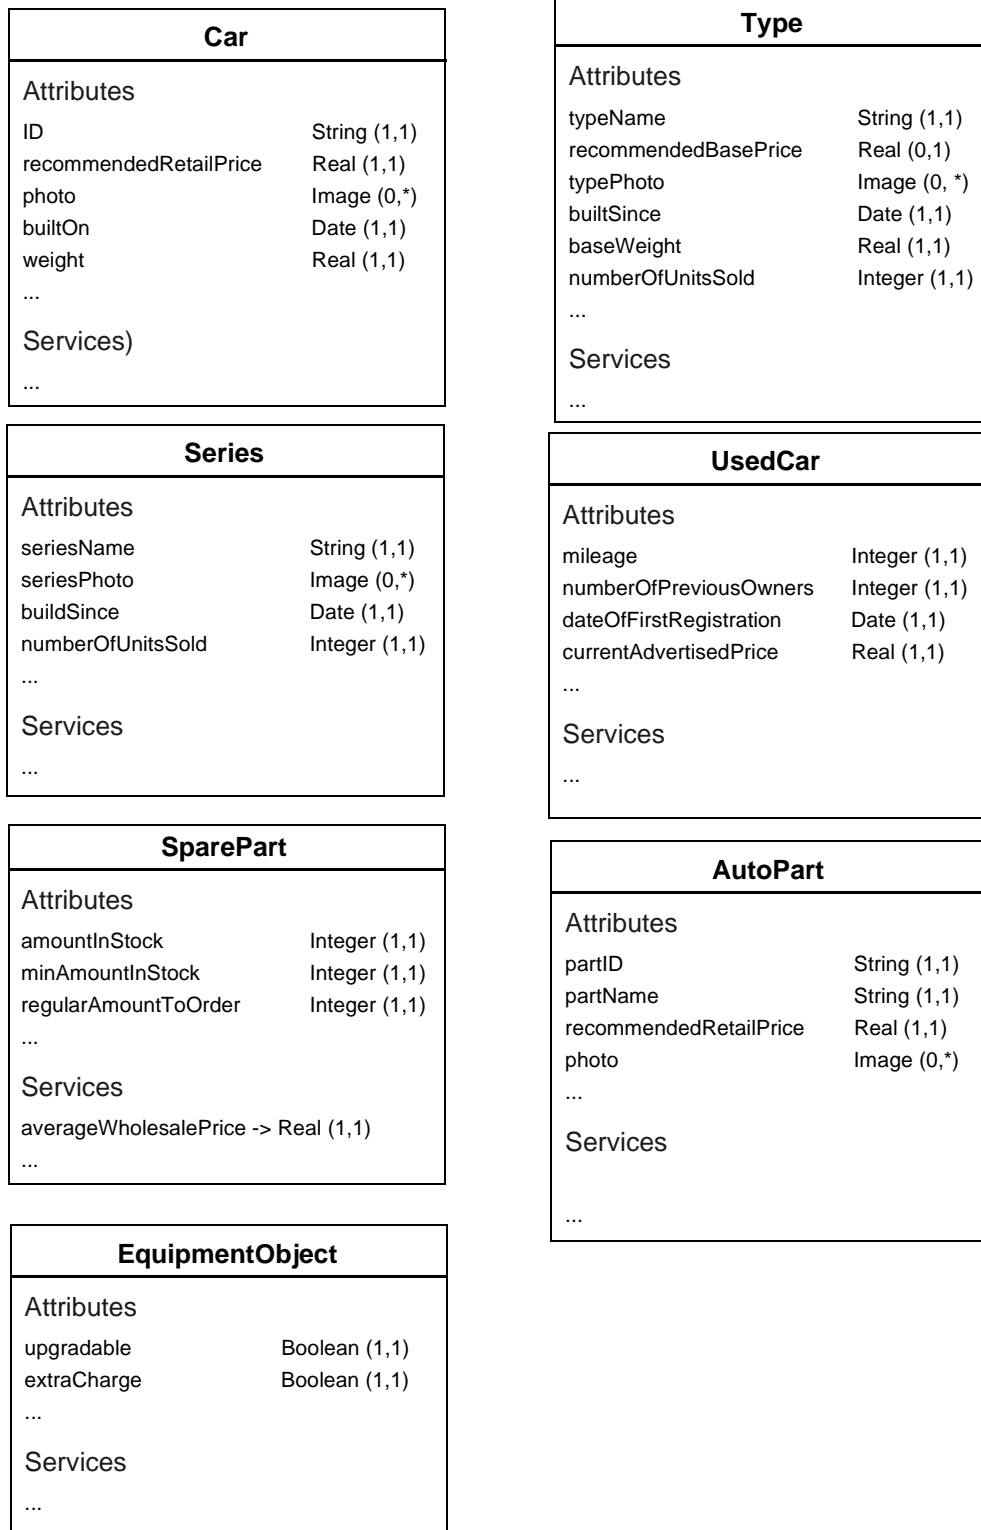 Car
Attributes
ID String (1,1)
recommendedRetailPrice Real (1,1)
photo Image (0,*)
builtOn Date (1,1)
weight Real (1,1)
...
Services)
...
Type
Attributes
typeName String (1,1)
recommendedBasePrice Real (0,1)
typePhoto Image (0, *)
builtSince Date (1,1)
baseWeight Real (1,1)
numberOfUnitsSold Integer (1,1)
...
Services
...
Series
Attributes
seriesName String (1,1)
seriesPhoto Image (0,*)
buildSince Date (1,1)
numberOfUnitsSold Integer (1,1)
...
Services
...
UsedCar
Attributes
mileage Integer (1,1)
numberOfPreviousOwners Integer (1,1)
dateOfFirstRegistration Date (1,1)
currentAdvertisedPrice Real (1,1)
...
Services
...
SparePart
Attributes
amountInStock Integer (1,1)
minAmountInStock Integer (1,1)
regularAmountToOrder Integer (1,1)
...
Services
averageWholesalePrice -> Real (1,1)
...
AutoPart
Attributes
partID String (1,1)
partName String (1,1)
recommendedRetailPrice Real (1,1)
photo Image (0,*)
...
Services
...
EquipmentObject
Attributes
upgradable Boolean (1,1)
extraCharge Boolean (1,1)
...
Services
...